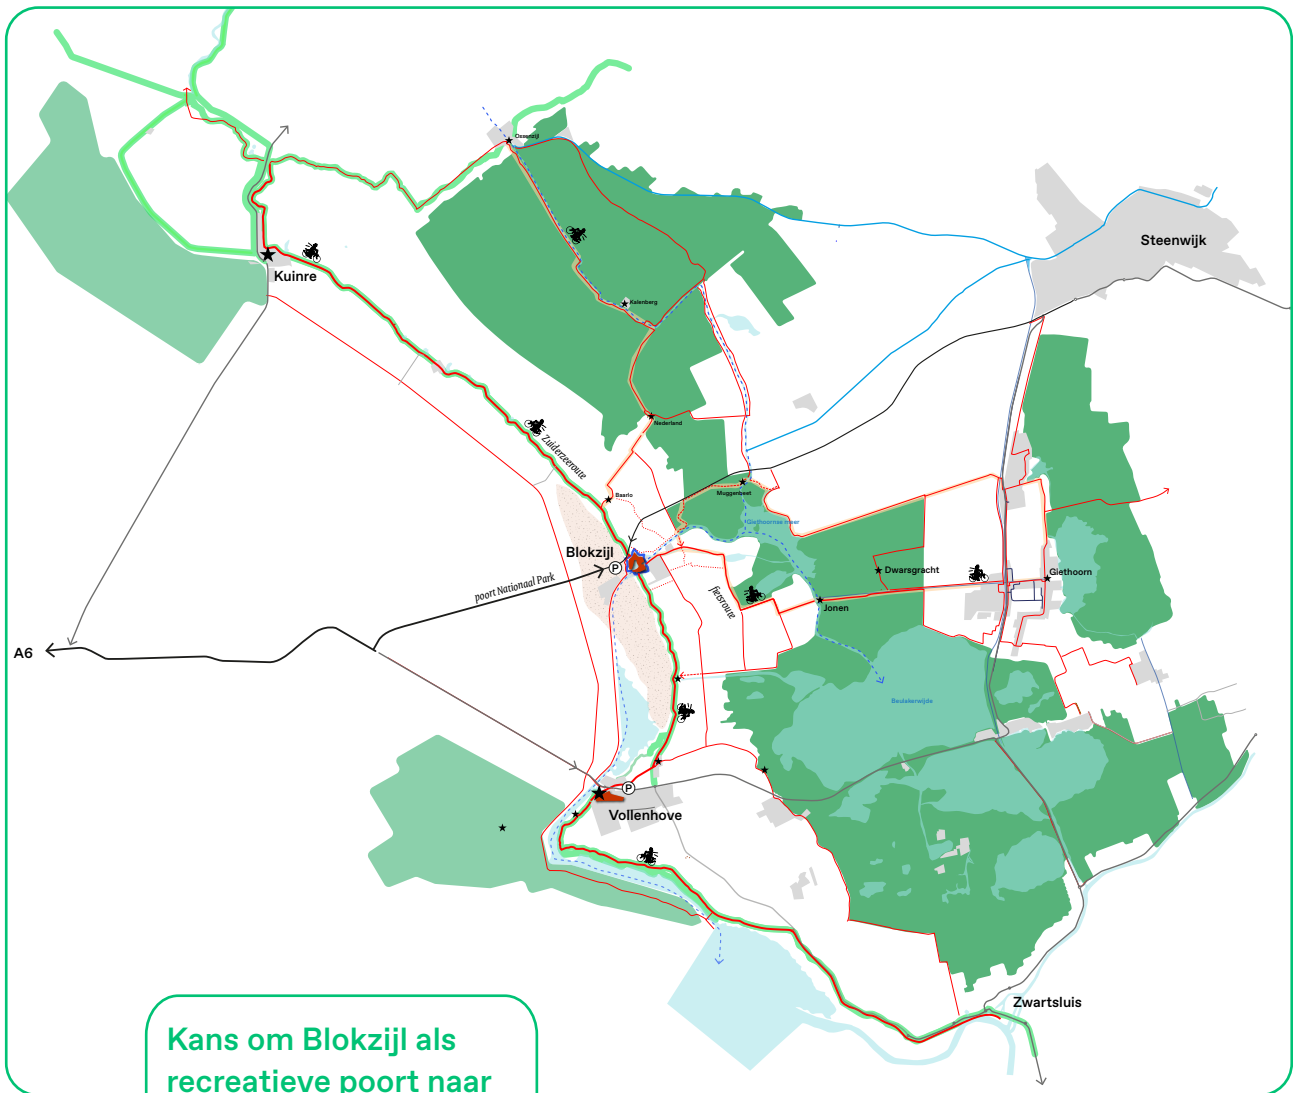 Ossenzijl
Steenwijk
Kuinre
Kalenberg
Nederland
Zuiderzeeroute
Muggenbeet
Baarlo
Giethoornse meer
Blokzijl
P
Dwarsgracht
Giethoorn
poort Nationaal Park
fietsroute
Jonen
A6
Beulakerwijde
P
Vollenhove
Zwartsluis
Kans om Blokzijl als
recreatieve poort naar